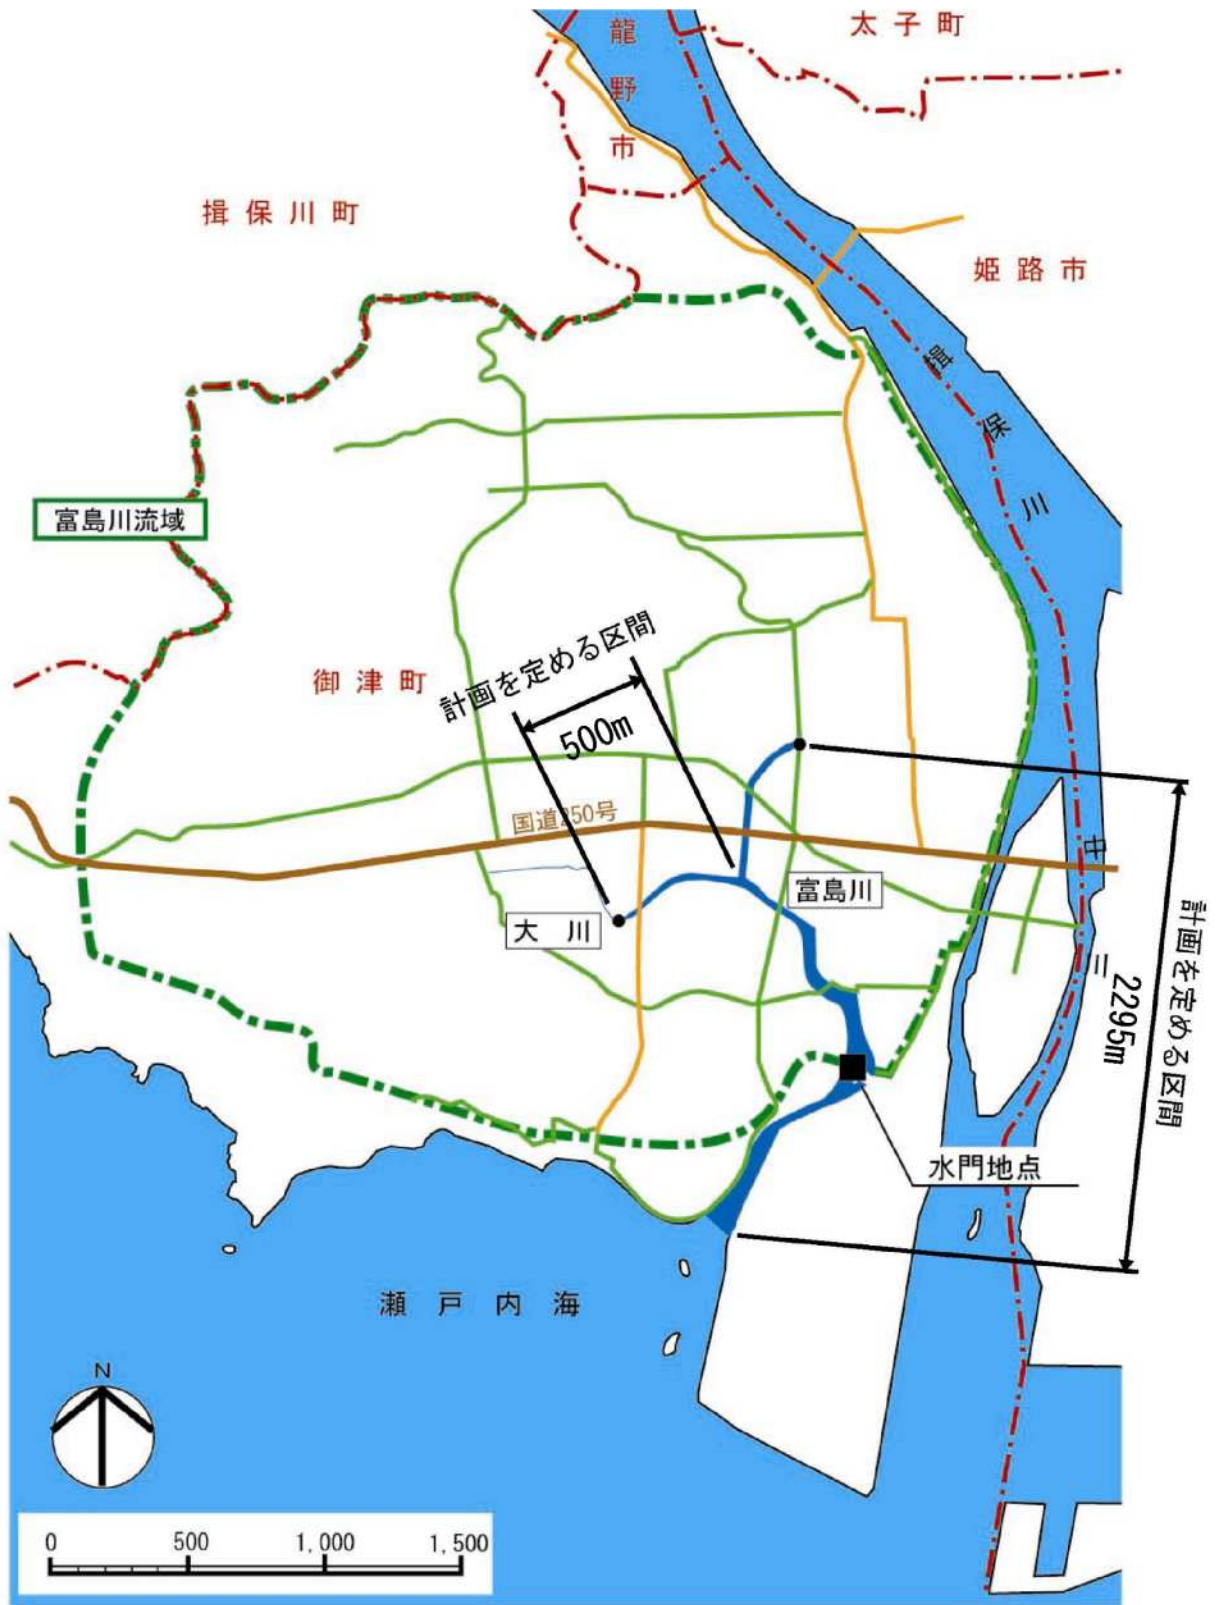 龍野市
太子町
揖保川町
姫路市
揖保川
富島川流域
御津町
計画を定める区間
500m
国道250号
富島川
大川
中川
計画を定める区間
2295m
水門地点
瀬戸内海
N
0 500 1,000 1,500